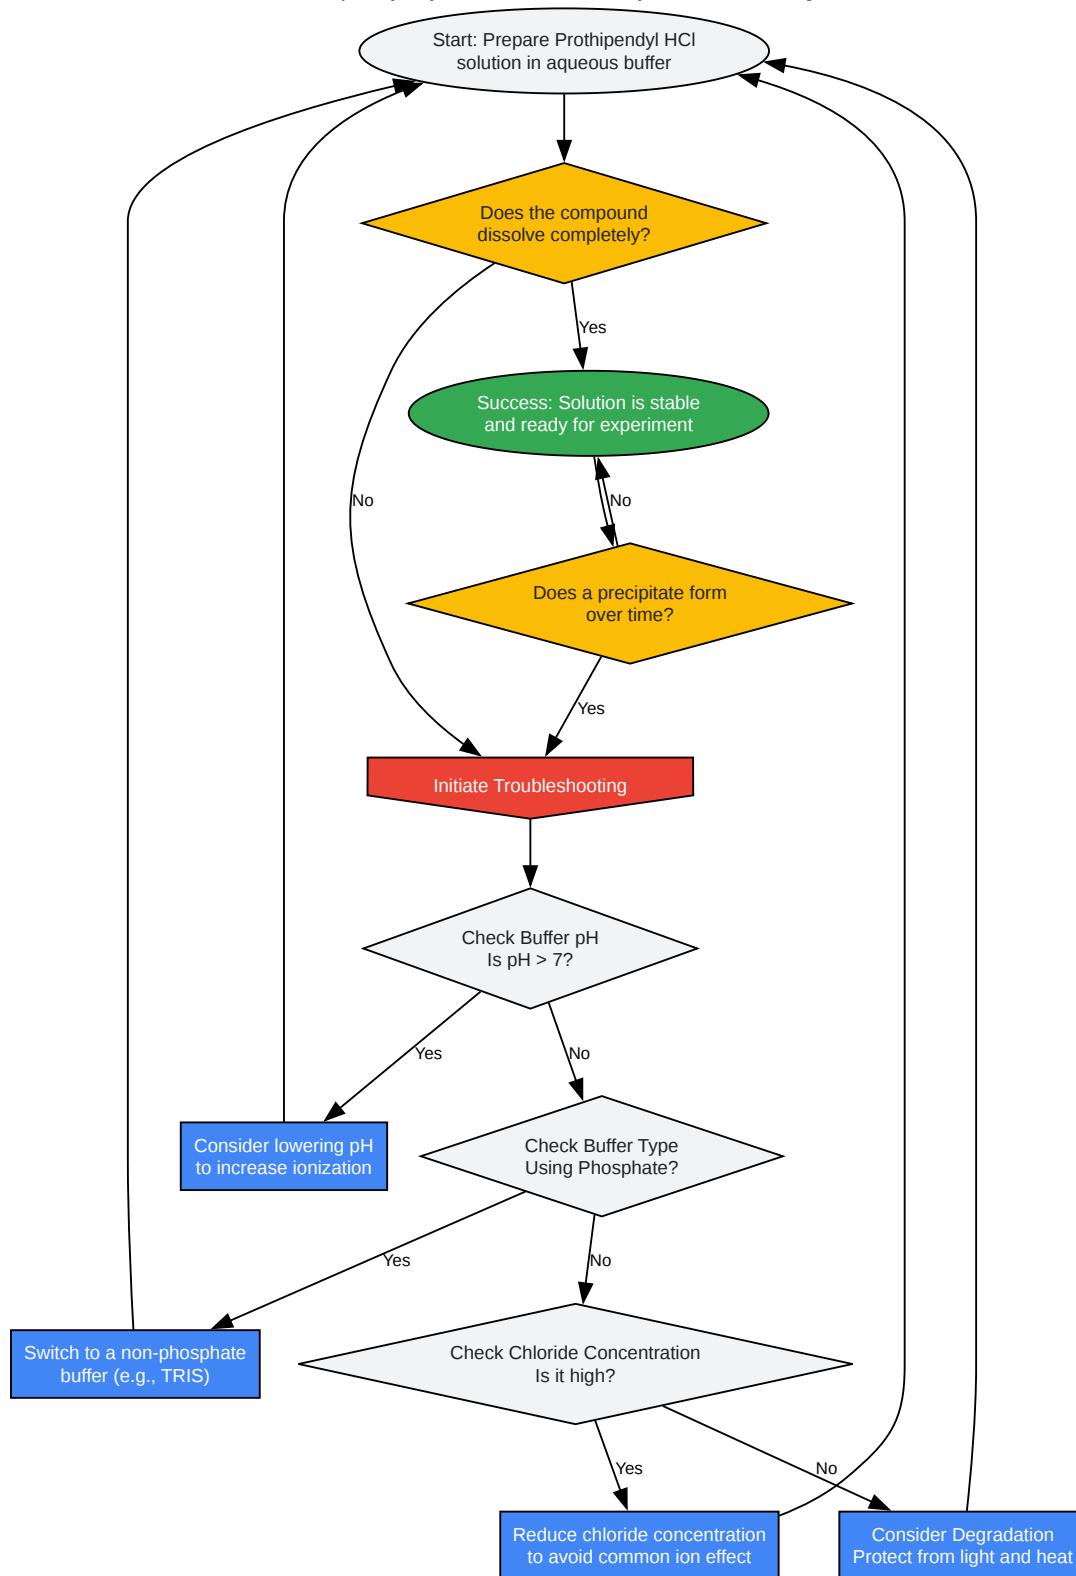 Start: Prepare Prothipendyl HCl
solution in aqueous buffer
Does the compound
dissolve completely?
Yes
Success: Solution is stable
and ready for experiment
No
No
Does a precipitate form
over time?
Yes
Initiate Troubleshooting
Check Buffer pH
Is pH > 7?
Yes
No
Consider lowering pH
to increase ionization
Check Buffer Type
Using Phosphate?
Yes
No
Switch to a non-phosphate
buffer (e.g., TRIS)
Check Chloride Concentration
Is it high?
Yes
No
Reduce chloride concentration
to avoid common ion effect
Consider Degradation
Protect from light and heat